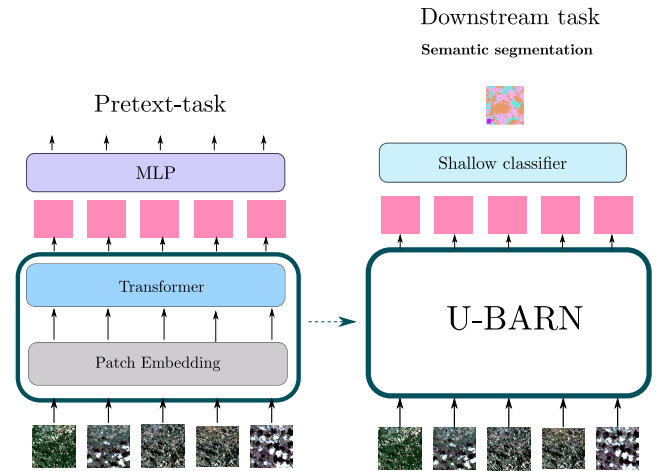 Downstream task
Semantic segmentation
Pretext-task
MLP
Shallow classifier
Transformer
U-BARN
Patch Embedding